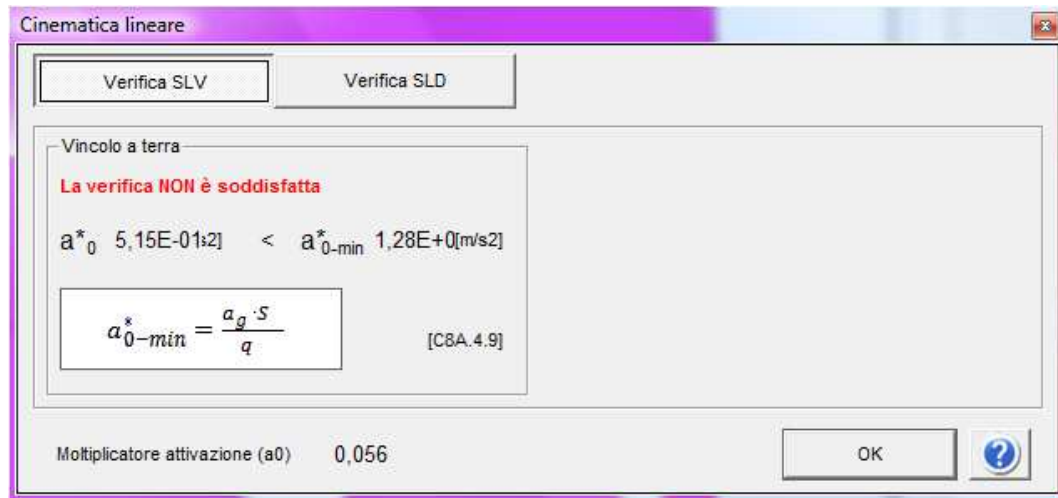 Cinematica lineare
Verifica SLV Verifica SLD
Vincolo a terra
La verifica NON è soddisfatta
a*0 5,15E-01s2] < a*0-min 1,28E+0[m/s2]
a*0−min = ag ·S / q [C8A.4.9]
Moltiplicatore attivazione (a0) 0,056 OK ?